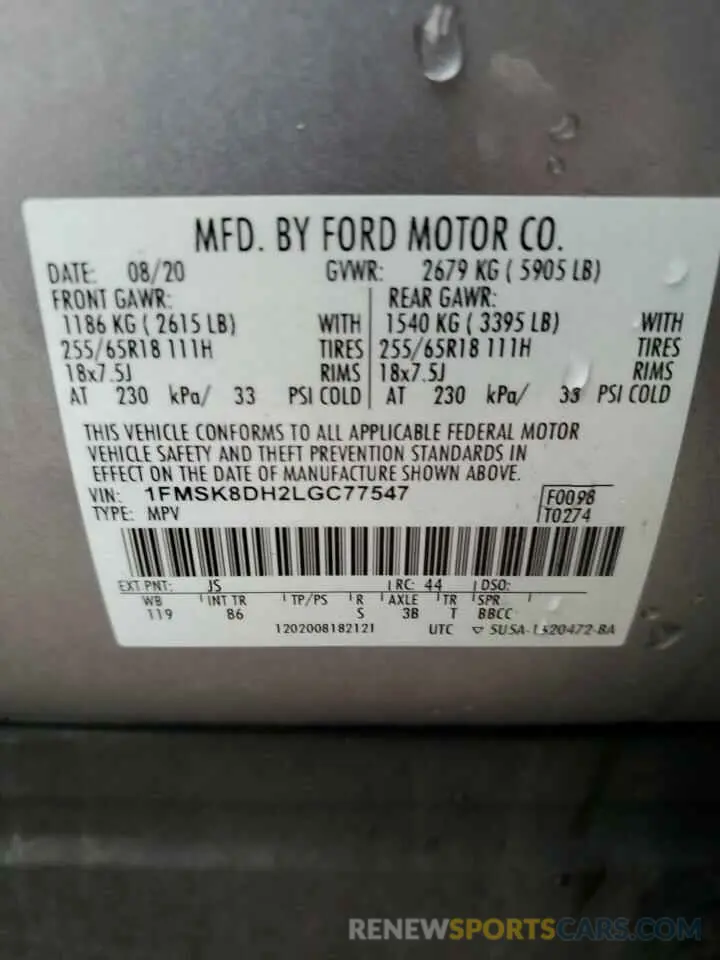 MFD. BY FORD MOTOR CO.
DATE: 08/20 GVWR: 2679 KG ( 5905 LB)
FRONT GAWR: REAR GAWR:
1186 KG ( 2615 LB) WITH 1540 KG ( 3395 LB) WITH
255/65R18 111H TIRES 255/65R18 111H TIRES
18x7.5J RIMS 18x7.5J RIMS
AT 230 kPa/ 33 PSI COLD AT 230 kPa/ 33 PSI COLD
THIS VEHICLE CONFORMS TO ALL APPLICABLE FEDERAL MOTOR
VEHICLE SAFETY AND THEFT PREVENTION STANDARDS IN
EFFECT ON THE DATE OF MANUFACTURE SHOWN ABOVE.
VIN: 1FMSK8DH2LGC77547 F0098
TYPE: MPV T0274
EXT PNT: JS RC: 44 DSO:
WB INT TR TP/PS R AXLE TR SPR
119 86 S 3B T BBCC
1202008182121 UTC
RENEWSPORTSCARS.COM